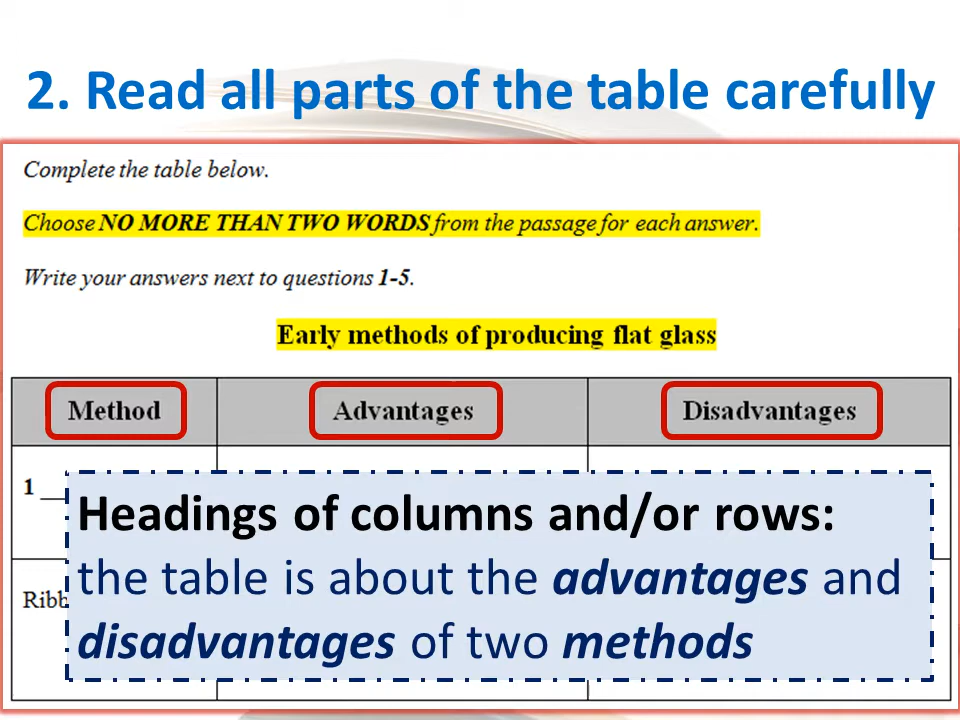 2. Read all parts of the table carefully
Complete the table below.
Choose NO MORE THAN TWO WORDS from the passage for each answer.
Write your answers next to questions 1-5.
Early methods of producing flat glass
Method Advantages Disadvantages
1 __
Headings of columns and/or rows:
the table is about the advantages and
Ribb
disadvantages of two methods